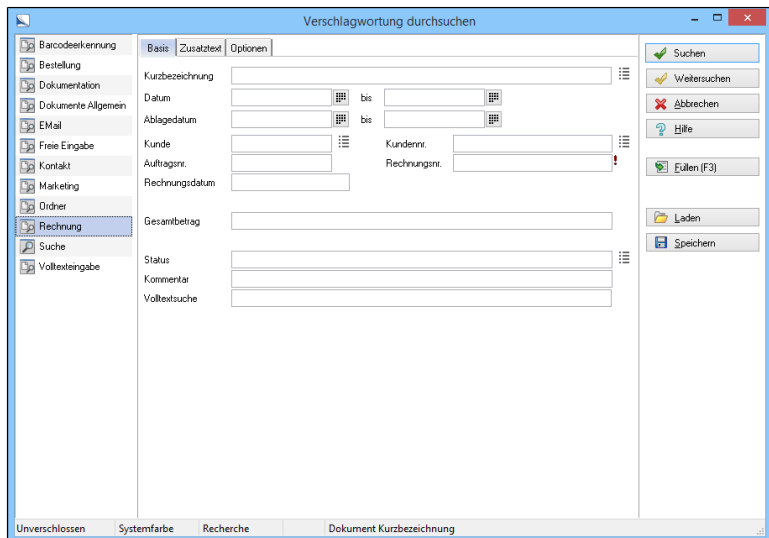 Verschlagwortung durchsuchen
Barcodeerkennung
Bestellung
Dokumentation
Dokumente Allgemein
EMail
Freie Eingabe
Kontakt
Marketing
Ordner
Rechnung
Suche
Volltexteingabe
Basis Zusatztext Optionen
Kurzbezeichnung
Datum bis
Ablagedatum bis
Kunde Kundennr.
Auftragsnr. Rechnungsnr. !
Rechnungsdatum
Gesamtbetrag
Status
Kommentar
Volltextsuche
Suchen
Weitersuchen
Abbrechen
Hilfe
Füllen (F3)
Laden
Speichern
Unverschlossen Systemfarbe Recherche Dokument Kurzbezeichnung